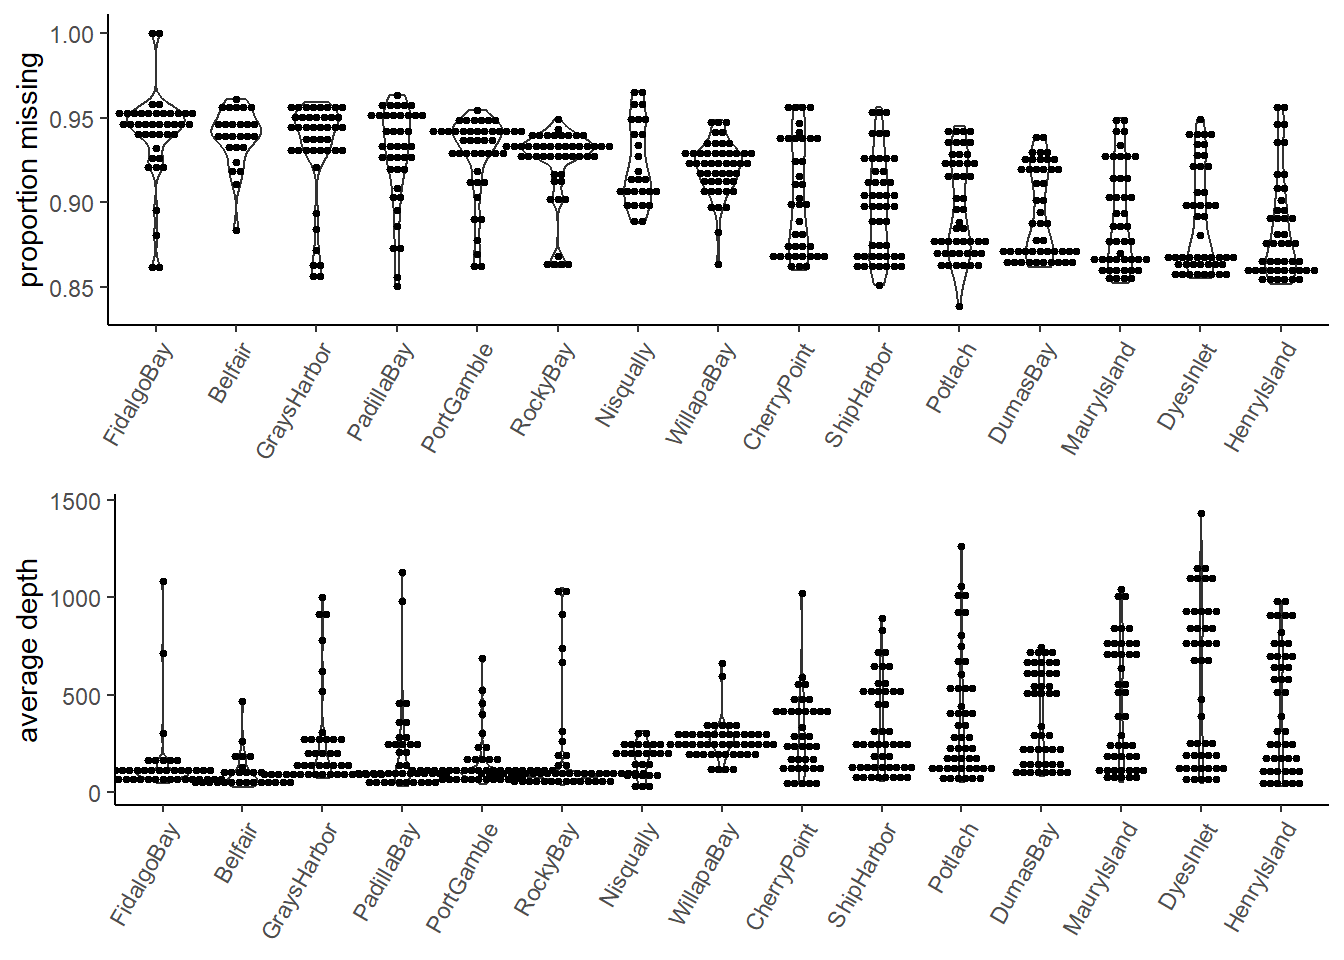 proportion misssing
1.00
0.95
0.90
0.85
FidalgoBay
Belfair
GraysHarbor
PadillaBay
PortGamble
RockyBay
Nisqually
WillapaBay
CherryPoint
ShipHarbor
Potlach
DumasBay
MauryIsland
DyesInlet
HenryIsland
average depth
1500
1000
500
0
FidalgoBay
Belfair
GraysHarbor
PadillaBay
PortGamble
RockyBay
Nisqually
WillapaBay
CherryPoint
ShipHarbor
Potlach
DumasBay
MauryIsland
DyesInlet
HenryIsland